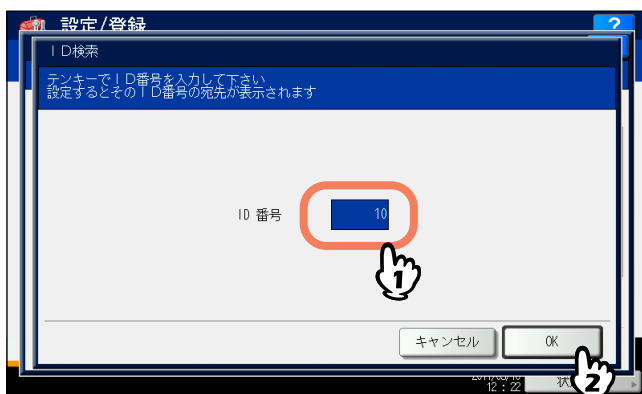 設定/登録
?
ID検索
テンキーでID番号を入力して下さい
設定するとそのID番号の宛先が表示されます
ID 番号
10
1
キャンセル
OK
12:22
2